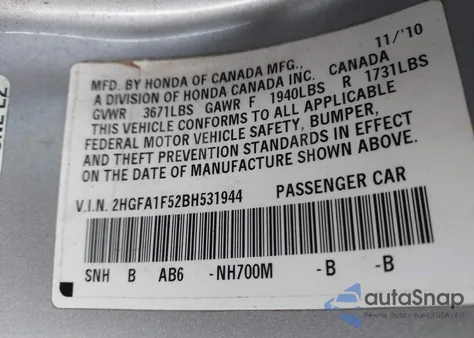 11/'10
MFD. BY HONDA OF CANADA MFG.,
A DIVISION OF HONDA CANADA INC. CANADA
GVWR 3671LBS GAWR F 1940LBS R 1731LBS
THIS VEHICLE CONFORMS TO ALL APPLICABLE
FEDERAL MOTOR VEHICLE SAFETY, BUMPER,
AND THEFT PREVENTION STANDARDS IN EFFECT
ON THE DATE OF MANUFACTURE SHOWN ABOVE.
V.I.N. 2HGFA1F52BH531944 PASSENGER CAR
SNH B AB6 -NH700M -B -B
autoSnap